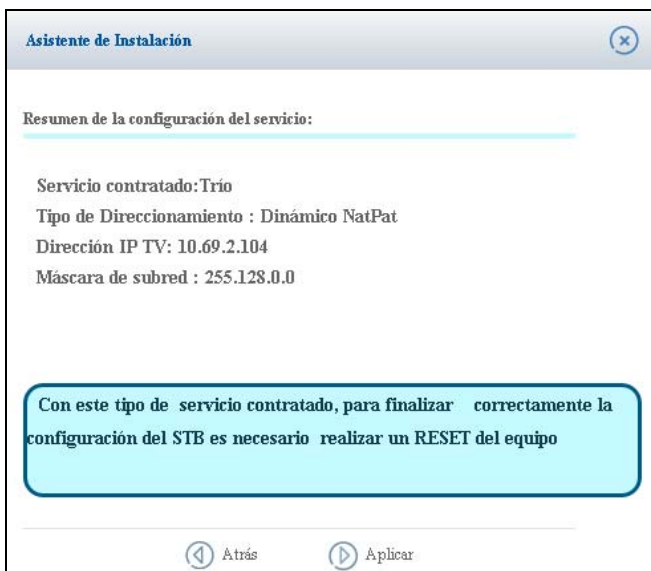 Asistente de Instalación
Resumen de la configuración del servicio:
Servicio contratado:Trío
Tipo de Direccionamiento : Dinámico NatPat
Dirección IP TV: 10.69.2.104
Máscara de subred : 255.128.0.0
Con este tipo de servicio contratado, para finalizar correctamente la
configuración del STB es necesario realizar un RESET del equipo
Atrás Aplicar